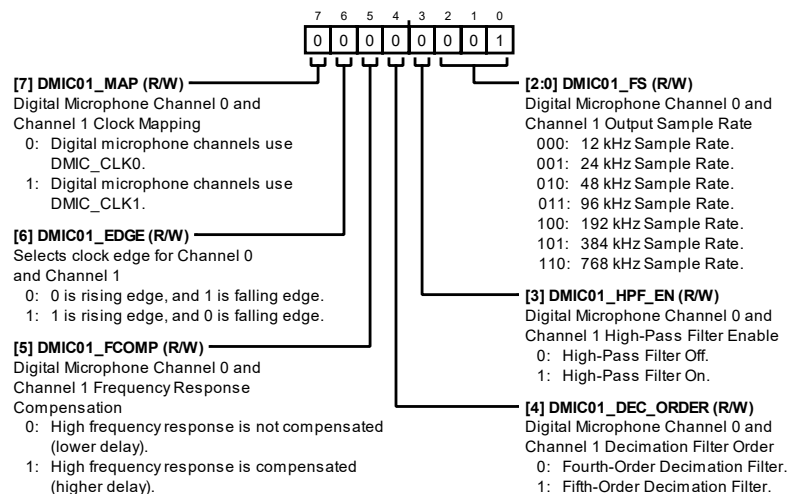 7 6 5 4 3 2 1 0
0 0 0 0 0 0 0 1
[7] DMIC01_MAP (R/W)
Digital Microphone Channel 0 and
Channel 1 Clock Mapping
0: Digital microphone channels use
DMIC_CLK0.
1: Digital microphone channels use
DMIC_CLK1.
[6] DMIC01_EDGE (R/W)
Selects clock edge for Channel 0
and Channel 1
0: 0 is rising edge, and 1 is falling edge.
1: 1 is rising edge, and 0 is falling edge.
[5] DMIC01_FCOMP (R/W)
Digital Microphone Channel 0 and
Channel 1 Frequency Response
Compensation
0: High frequency response is not compensated
(lower delay).
1: High frequency response is compensated
(higher delay).
[2:0] DMIC01_FS (R/W)
Digital Microphone Channel 0 and
Channel 1 Output Sample Rate
000: 12 kHz Sample Rate.
001: 24 kHz Sample Rate.
010: 48 kHz Sample Rate.
011: 96 kHz Sample Rate.
100: 192 kHz Sample Rate.
101: 384 kHz Sample Rate.
110: 768 kHz Sample Rate.
[3] DMIC01_HPF_EN (R/W)
Digital Microphone Channel 0 and
Channel 1 High-Pass Filter Enable
0: High-Pass Filter Off.
1: High-Pass Filter On.
[4] DMIC01_DEC_ORDER (R/W)
Digital Microphone Channel 0 and
Channel 1 Decimation Filter Order
0: Fourth-Order Decimation Filter.
1: Fifth-Order Decimation Filter.